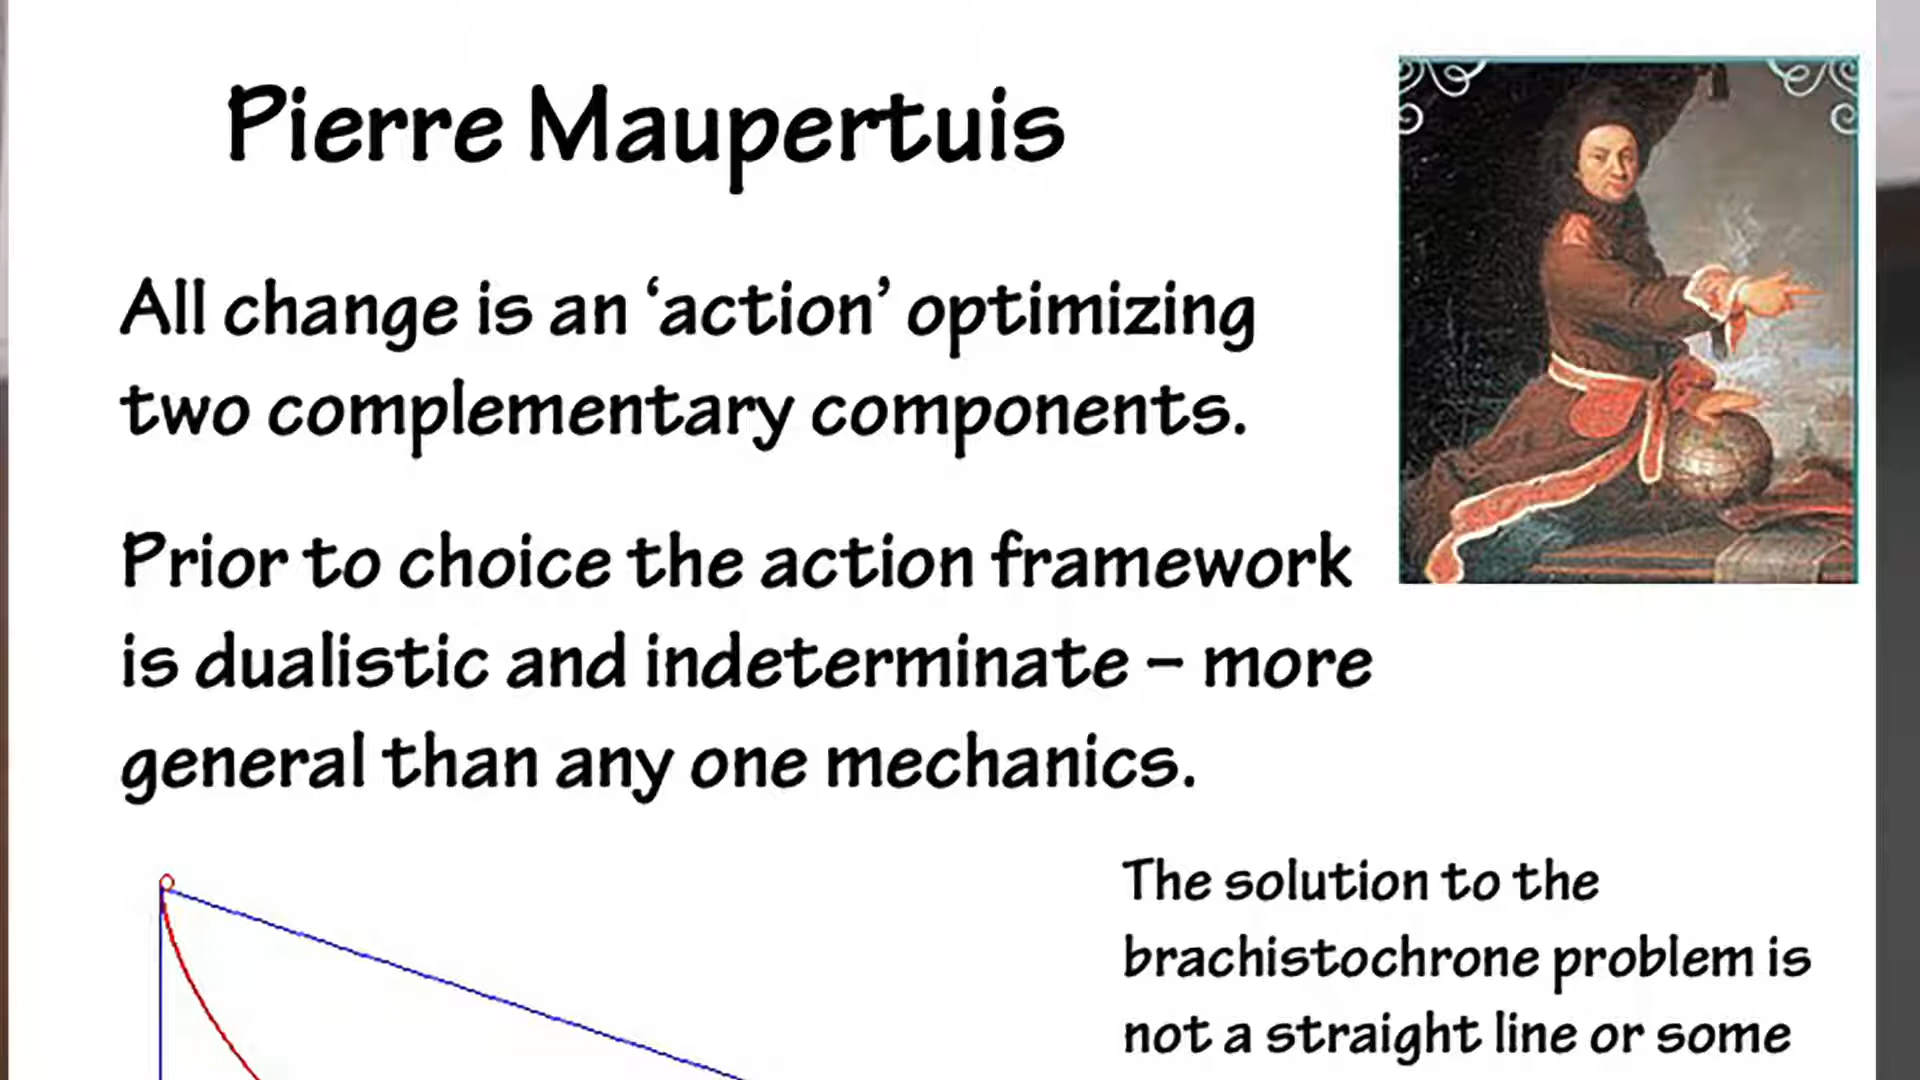 Pierre Maupertuis
All change is an ‘action’ optimizing
two complementary components.
Prior to choice the action framework
is dualistic and indeterminate – more
general than any one mechanics.
The solution to the
brachistochrone problem is
not a straight line or some